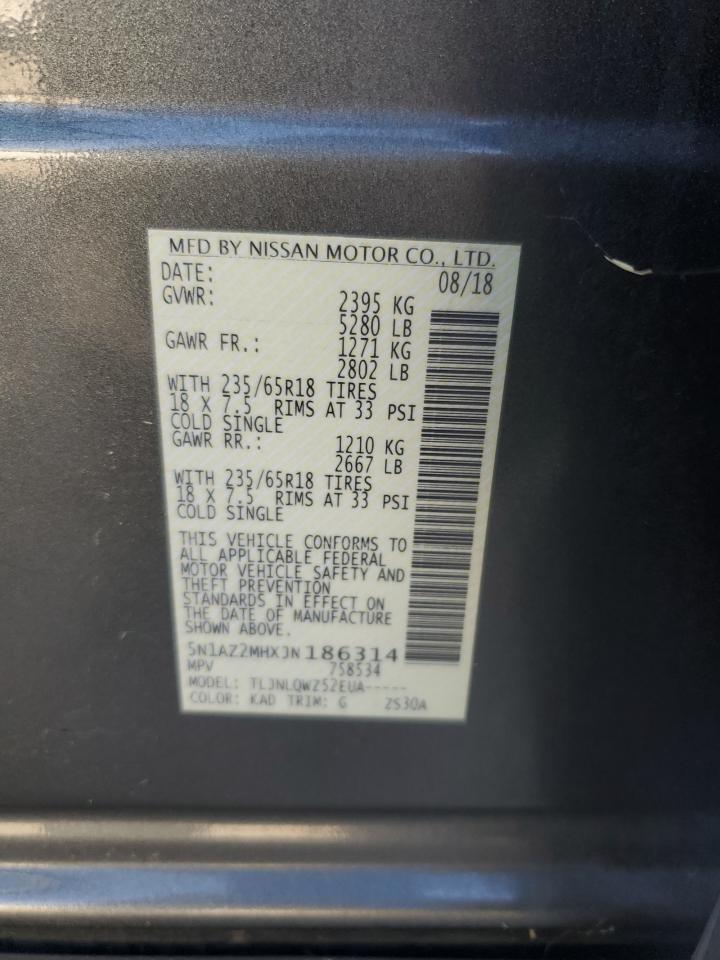 MFD BY NISSAN MOTOR CO., LTD.
DATE: 08/18
GVWR: 2395 KG
5280 LB
GAWR FR.: 1271 KG
2802 LB
WITH 235/65R18 TIRES
18 X 7.5 RIMS AT 33 PSI
COLD SINGLE
GAWR RR.: 1210 KG
2667 LB
WITH 235/65R18 TIRES
18 X 7.5 RIMS AT 33 PSI
COLD SINGLE
THIS VEHICLE CONFORMS TO
ALL APPLICABLE FEDERAL
MOTOR VEHICLE SAFETY AND
THEFT PREVENTION
STANDARDS IN EFFECT ON
THE DATE OF MANUFACTURE
SHOWN ABOVE.
5N1AZ2MHXJN186314
MPV 758534
MODEL: TLJNLQWZ52EUA-----
COLOR: KAD TRIM: G ZS30A